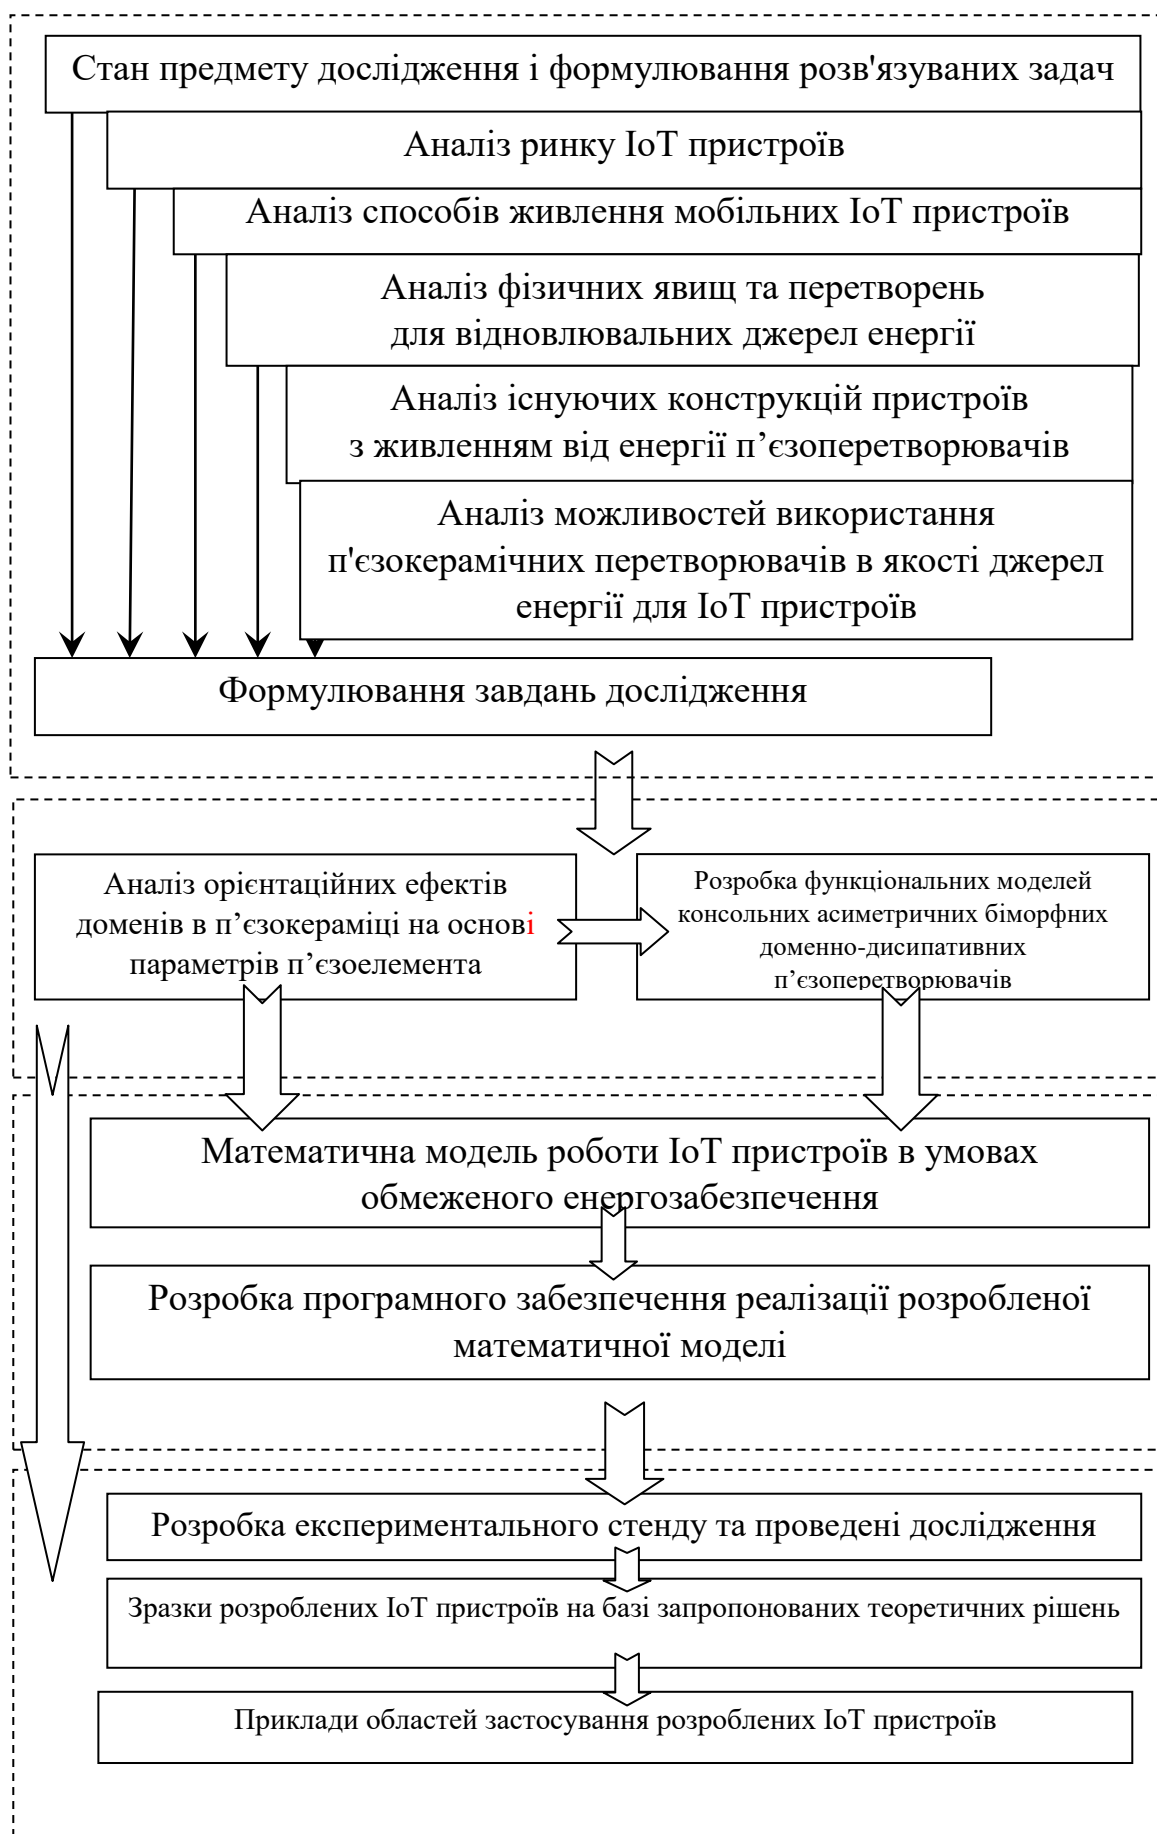 Стан предмету дослідження і формулювання розв'язуваних задач
Аналіз ринку IoT пристроїв
Аналіз способів живлення мобільних IoT пристроїв
Аналіз фізичних явищ та перетворень
для відновлювальних джерел енергії
Аналіз існуючих конструкцій пристроїв
з живленням від енергії п’єзоперетворювачів
Аналіз можливостей використання
п'єзокерамічних перетворювачів в якості джерел
енергії для IoT пристроїв
Формулювання завдань дослідження
Аналіз орієнтаційних ефектів
доменів в п’єзокераміці на основі
параметрів п’єзоелемента
Розробка функціональних моделей
консольних асиметричних біморфних
доменно-дисипативних
п’єзоперетворювачів
Математична модель роботи IoT пристроїв в умовах
обмеженого енергозабезпечення
Розробка програмного забезпечення реалізації розробленої
математичної моделі
Розробка експериментального стенду та проведені дослідження
Зразки розроблених IoT пристроїв на базі запропонованих теоретичних рішень
Приклади областей застосування розроблених IoT пристроїв